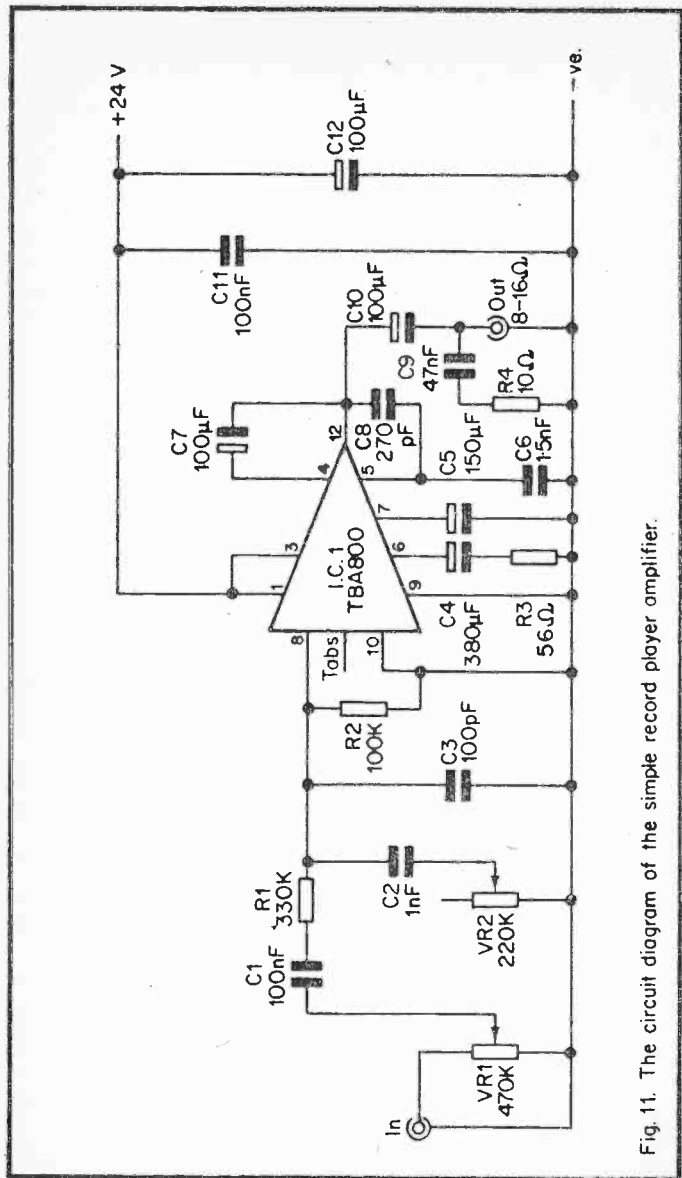 +24 V
C12
100µF
C11
100nF
C7
100µF
C10
100µF
Out
8-16Ω
C9
47nF
R4
10Ω
C8
270
pF
C5
150µF
C6
1.5nF
12
4
5
3
7
1
6
I.C.1
TBA800
9
8
Tabs
10
C4
380µF
R3
56Ω
R2
100K
C3
100pF
R1
330K
C2
1nF
C1
100nF
VR2
220K
VR1
470K
In
-ve.
Fig. 11. The circuit diagram of the simple record player amplifier.